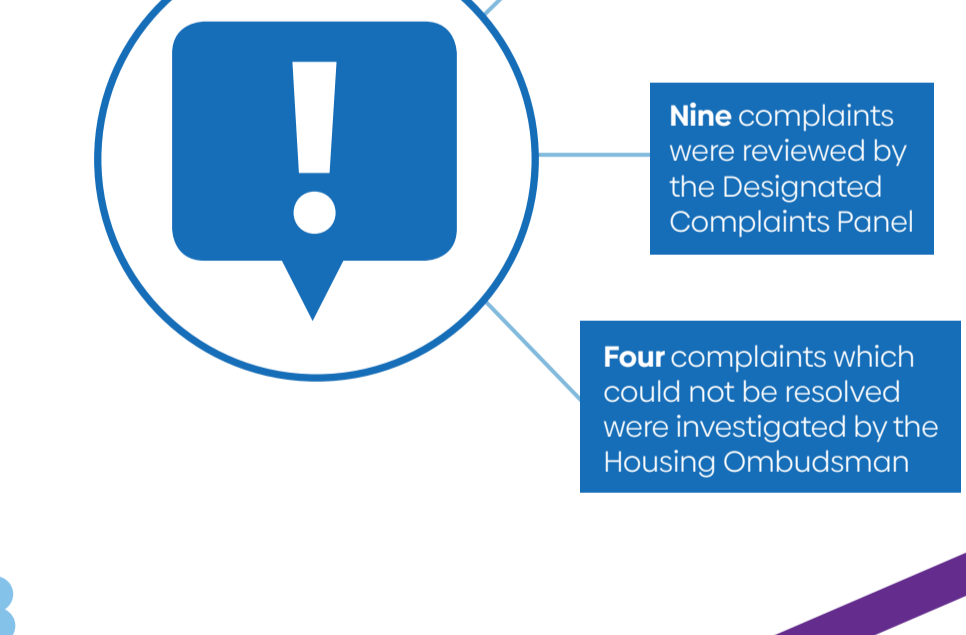 Nine complaints
were reviewed by
the Designated
Complaints Panel
Four complaints which
could not be resolved
were investigated by the
Housing Ombudsman